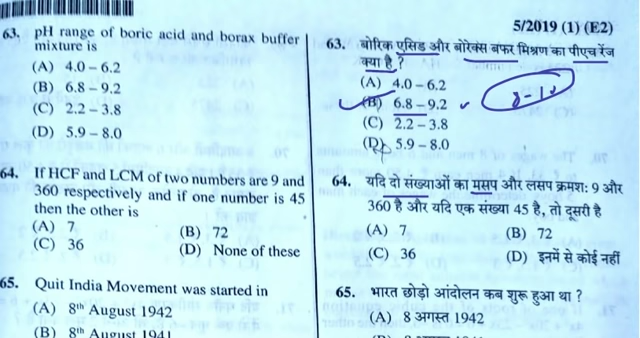 5/2019 (1) (E2)
63. pH range of boric acid and borax buffer
mixture is
(A) 4.0 – 6.2
(B) 6.8 – 9.2
(C) 2.2 – 3.8
(D) 5.9 – 8.0
64. If HCF and LCM of two numbers are 9 and
360 respectively and if one number is 45
then the other is
(A) 7 (B) 72
(C) 36 (D) None of these
65. Quit India Movement was started in
(A) 8th August 1942
(B) 8th August 1941
63. बोरिक एसिड और बोरेक्स बफर मिश्रण का पीएच रेंज
क्या है ?
(A) 4.0 – 6.2
(B) 6.8 – 9.2
(C) 2.2 – 3.8
(D) 5.9 – 8.0
64. यदि दो संख्याओं का मसप और लसप क्रमश: 9 और
360 है और यदि एक संख्या 45 है, तो दूसरी है
(A) 7 (B) 72
(C) 36 (D) इनमें से कोई नहीं
65. भारत छोड़ो आंदोलन कब शुरू हुआ था ?
(A) 8 अगस्त 1942